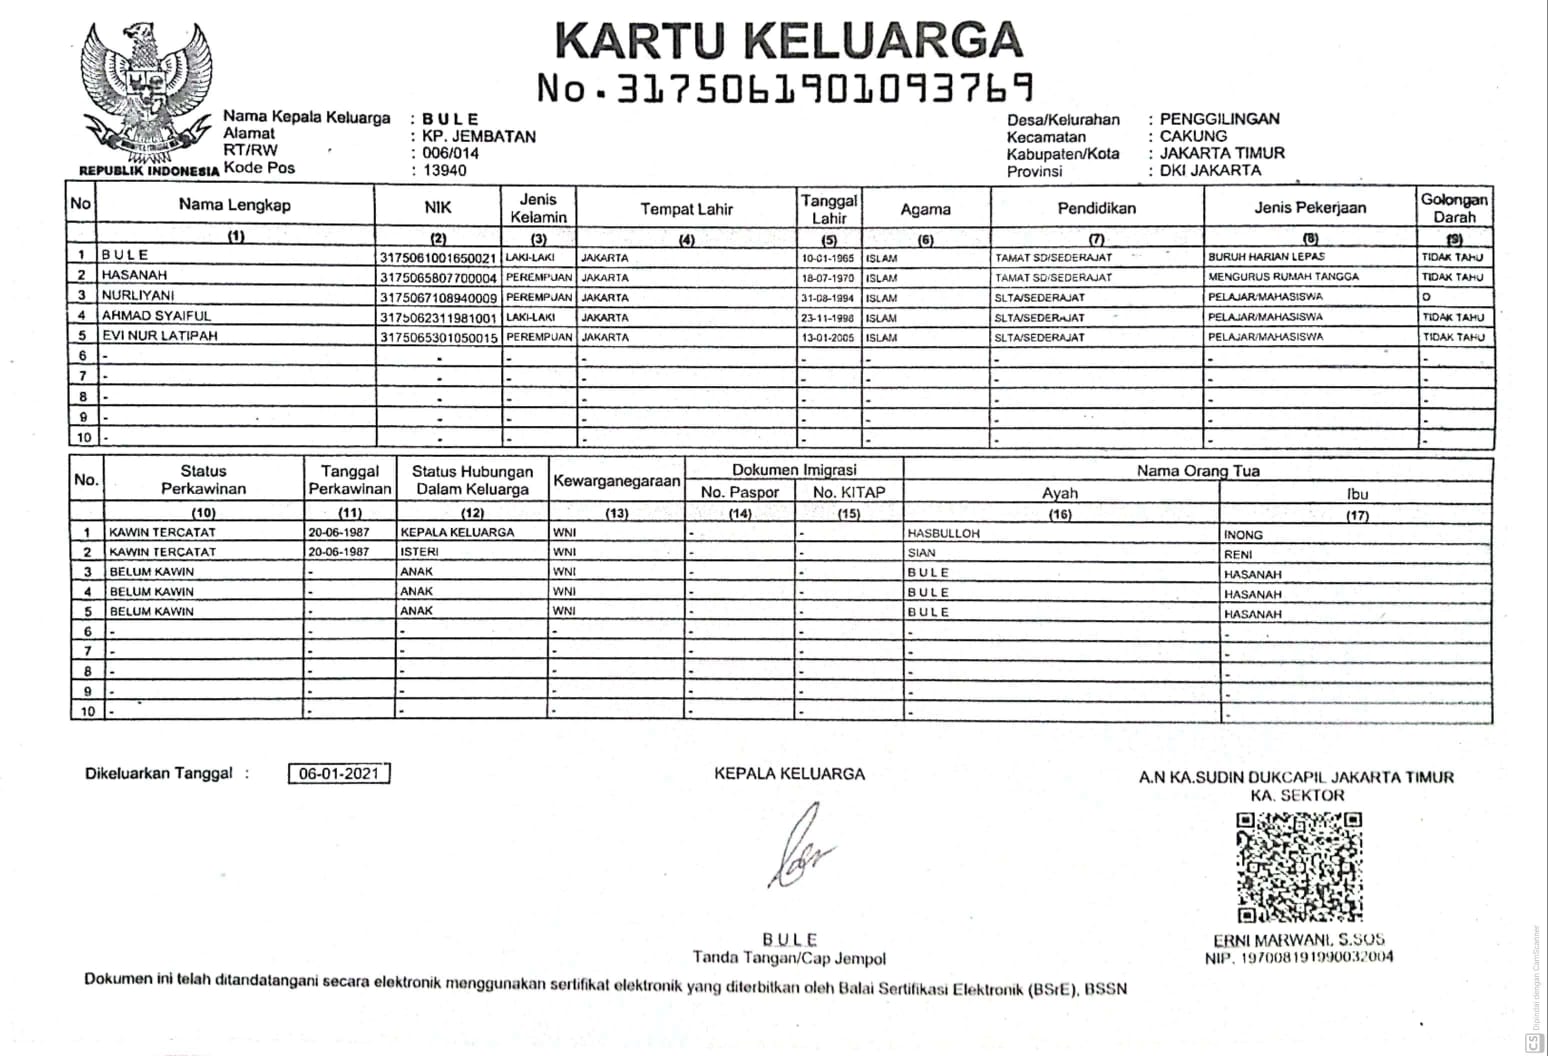 KARTU KELUARGA
No. 3175061901093769
REPUBLIK INDONESIA
Nama Kepala Keluarga : B U L E
Alamat : KP. JEMBATAN
RT/RW : 006/014
Kode Pos : 13940
Desa/Kelurahan : PENGGILINGAN
Kecamatan : CAKUNG
Kabupaten/Kota : JAKARTA TIMUR
Provinsi : DKI JAKARTA
No Nama Lengkap NIK Jenis Kelamin Tempat Lahir Tanggal Lahir Agama Pendidikan Jenis Pekerjaan Golongan Darah
(1) (2) (3) (4) (5) (6) (7) (8) (9)
1 B U L E 3175061001650021 LAKI-LAKI JAKARTA 10-01-1965 ISLAM TAMAT SD/SEDERAJAT BURUH HARIAN LEPAS TIDAK TAHU
2 HASANAH 3175065807700004 PEREMPUAN JAKARTA 18-07-1970 ISLAM TAMAT SD/SEDERAJAT MENGURUS RUMAH TANGGA TIDAK TAHU
3 NURLIYANI 3175067108940009 PEREMPUAN JAKARTA 31-08-1994 ISLAM SLTA/SEDERAJAT PELAJAR/MAHASISWA O
4 AHMAD SYAIFUL 3175062311981001 LAKI-LAKI JAKARTA 23-11-1998 ISLAM SLTA/SEDERAJAT PELAJAR/MAHASISWA TIDAK TAHU
5 EVI NUR LATIPAH 3175065301050015 PEREMPUAN JAKARTA 13-01-2005 ISLAM SLTA/SEDERAJAT PELAJAR/MAHASISWA TIDAK TAHU
6 - - - - - - - - -
7 - - - - - - - - -
8 - - - - - - - - -
9 - - - - - - - - -
10 - - - - - - - - -
No. Status Perkawinan Tanggal Perkawinan Status Hubungan Dalam Keluarga Kewarganegaraan Dokumen Imigrasi Nama Orang Tua
No. Paspor No. KITAP Ayah Ibu
(10) (11) (12) (13) (14) (15) (16) (17)
1 KAWIN TERCATAT 20-06-1987 KEPALA KELUARGA WNI - - HASBULLOH INONG
2 KAWIN TERCATAT 20-06-1987 ISTERI WNI - - SIAN RENI
3 BELUM KAWIN - ANAK WNI - - B U L E HASANAH
4 BELUM KAWIN - ANAK WNI - - B U L E HASANAH
5 BELUM KAWIN - ANAK WNI - - B U L E HASANAH
6 - - - - - - - -
7 - - - - - - - -
8 - - - - - - - -
9 - - - - - - - -
10 - - - - - - - -
Dikeluarkan Tanggal : 06-01-2021
KEPALA KELUARGA
B U L E
Tanda Tangan/Cap Jempol
A.N KA.SUDIN DUKCAPIL JAKARTA TIMUR
KA. SEKTOR
ERNI MARWANI, S.SOS
NIP. 197008191990032004
Dokumen ini telah ditandatangani secara elektronik menggunakan sertifikat elektronik yang diterbitkan oleh Balai Sertifikasi Elektronik (BSrE), BSSN
CS Dipindai dengan CamScanner